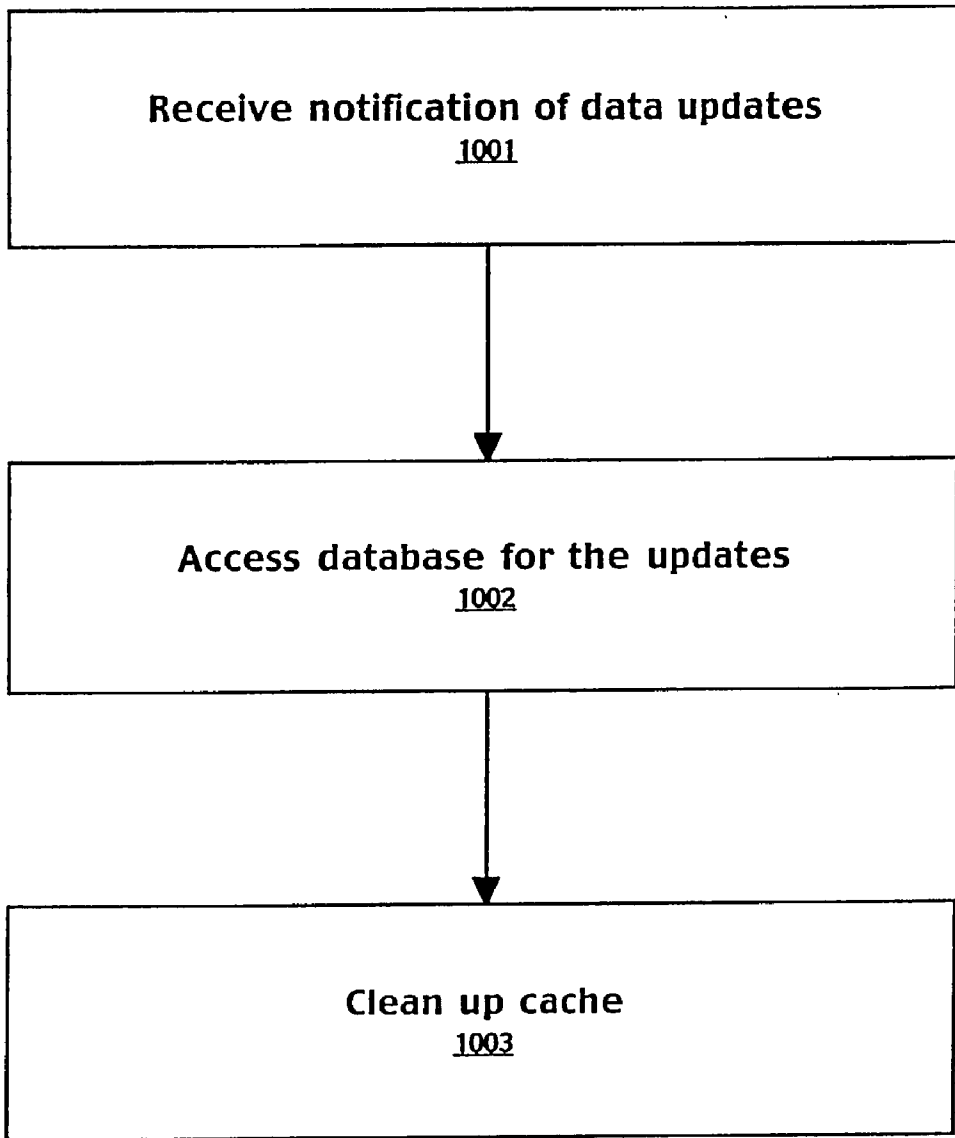 Receive notification of data updates
1001
Access database for the updates
1002
Clean up cache
1003